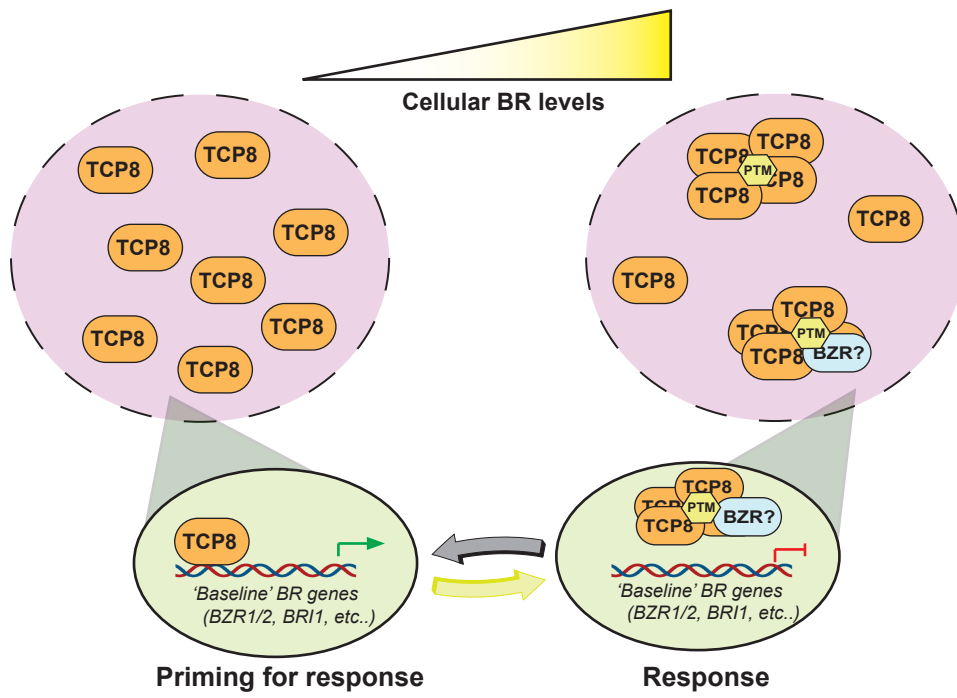 Cellular BR levels
TCP8
TCP8
TCP8
TCP8
TCP8
TCP8
TCP8
TCP8
TCP8
TCP8
PTM
CP8
TCP8
TCP8
TCP8
TCP8
PTM
TCP8
BZR?
TCP8
'Baseline' BR genes
(BZR1/2, BRI1, etc..)
Priming for response
TCP8
PTM
BZR?
TCP8
'Baseline' BR genes
(BZR1/2, BRI1, etc..)
Response